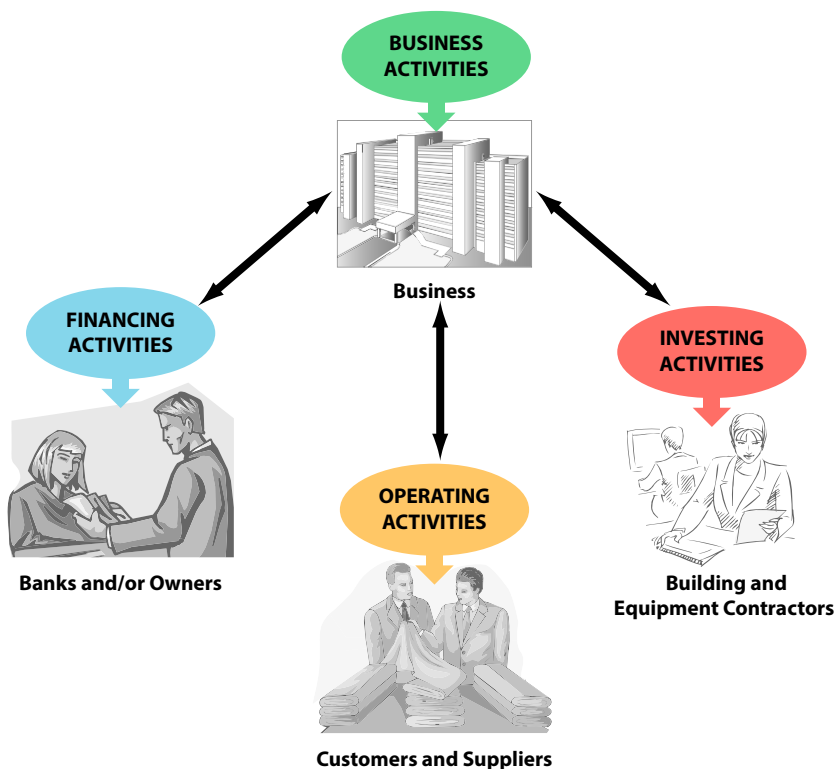 BUSINESS
ACTIVITIES
Business
FINANCING
ACTIVITIES
Banks and/or Owners
OPERATING
ACTIVITIES
Customers and Suppliers
INVESTING
ACTIVITIES
Building and
Equipment Contractors